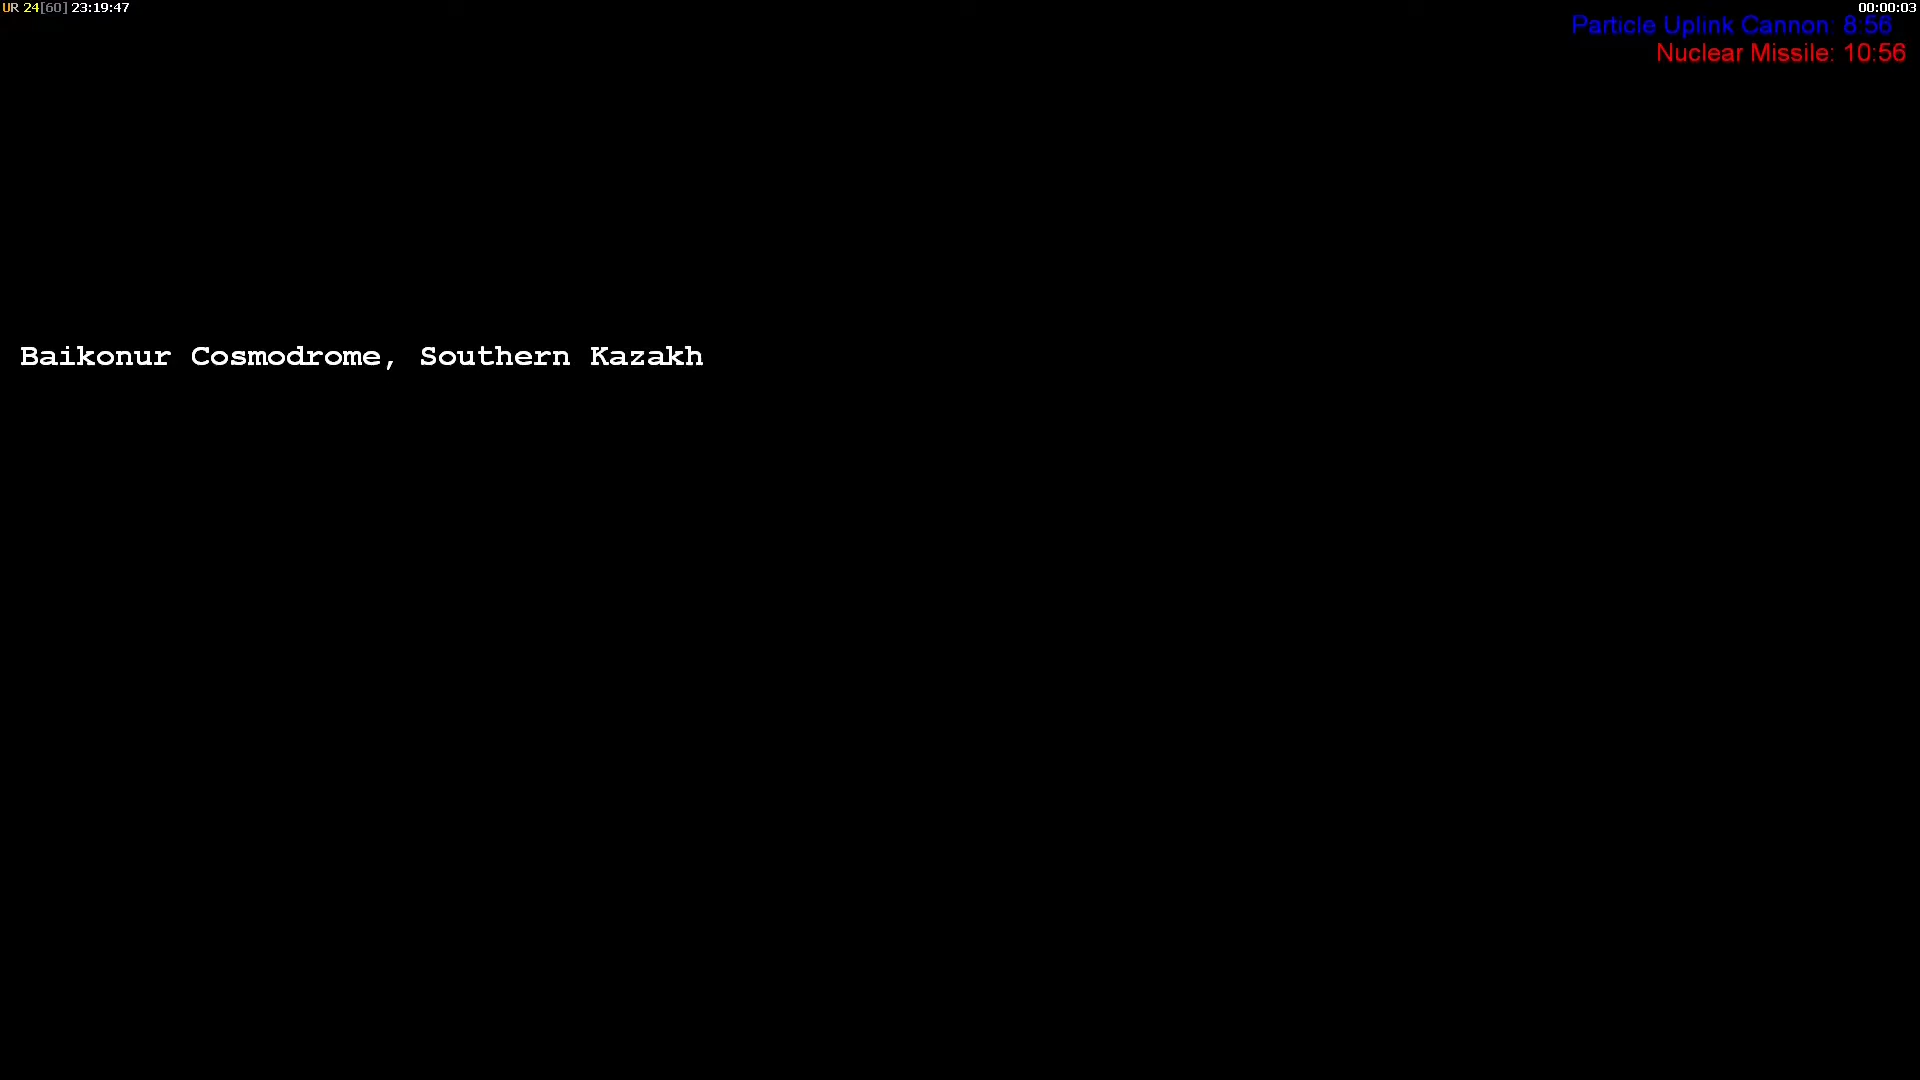 UR 24[60] 23:19:47
00:00:03
Particle Uplink Cannon: 8:56
Nuclear Missile: 10:56
Baikonur Cosmodrome, Southern Kazakh